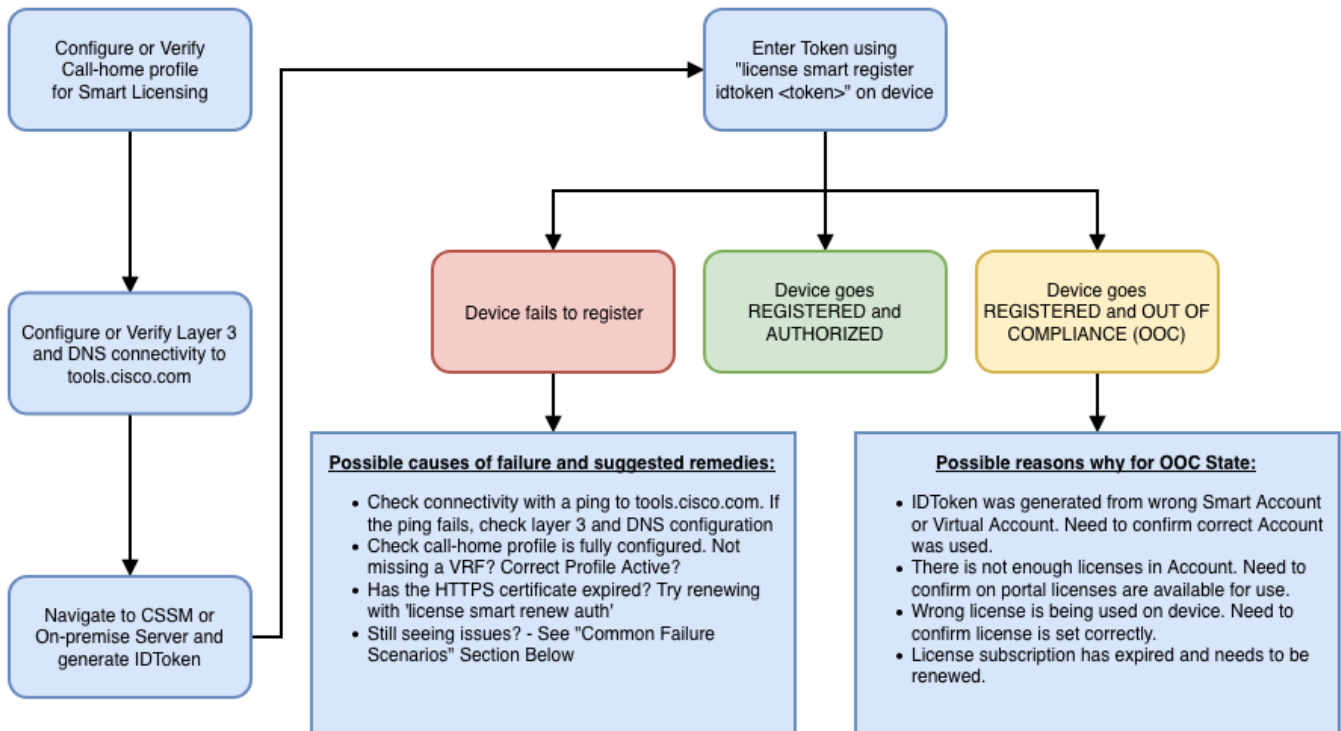 Configure or Verify
Call-home profile
for Smart Licensing
Configure or Verify Layer 3
and DNS connectivity to
tools.cisco.com
Navigate to CSSM or
On-premise Server and
generate IDToken
Enter Token using
"license smart register
idtoken <token>" on device
Device fails to register
Device goes
REGISTERED and
AUTHORIZED
Device goes
REGISTERED and OUT OF
COMPLIANCE (OOC)
Possible causes of failure and suggested remedies:
• Check connectivity with a ping to tools.cisco.com. If
the ping fails, check layer 3 and DNS configuration
• Check call-home profile is fully configured. Not
missing a VRF? Correct Profile Active?
• Has the HTTPS certificate expired? Try renewing
with 'license smart renew auth'
• Still seeing issues? - See "Common Failure
Scenarios" Section Below
Possible reasons why for OOC State:
• IDToken was generated from wrong Smart Account
or Virtual Account. Need to confirm correct Account
was used.
• There is not enough licenses in Account. Need to
confirm on portal licenses are available for use.
• Wrong license is being used on device. Need to
confirm license is set correctly.
• License subscription has expired and needs to be
renewed.